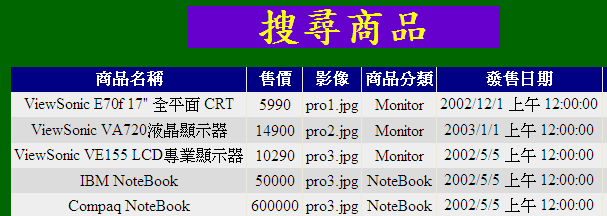 搜尋商品
商品名稱 售價 影像 商品分類 發售日期
ViewSonic E70f 17" 全平面 CRT 5990 pro1.jpg Monitor 2002/12/1 上午 12:00:00
ViewSonic VA720液晶顯示器 14900 pro2.jpg Monitor 2003/1/1 上午 12:00:00
ViewSonic VE155 LCD專業顯示器 10290 pro3.jpg Monitor 2002/5/5 上午 12:00:00
IBM NoteBook 50000 pro3.jpg NoteBook 2002/5/5 上午 12:00:00
Compaq NoteBook 600000 pro3.jpg NoteBook 2002/5/5 上午 12:00:00